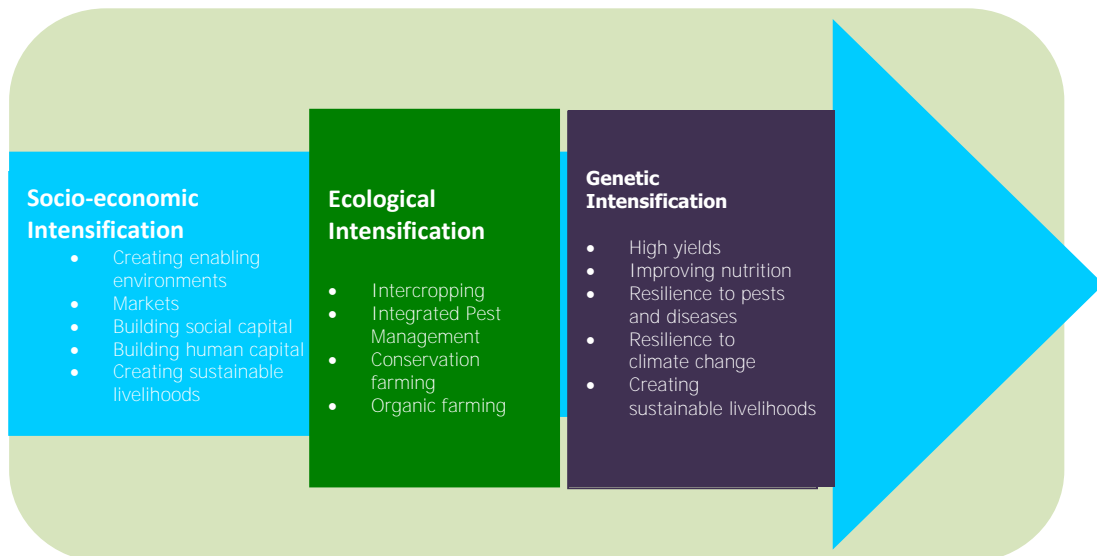 Socio-economic
Intensification
• Creating enabling
environments
• Markets
• Building social capital
• Building human capital
• Creating sustainable
livelihoods
Ecological
Intensification
• Intercropping
• Integrated Pest
Management
• Conservation
farming
• Organic farming
Genetic
Intensification
• High yields
• Improving nutrition
• Resilience to pests
and diseases
• Resilience to
climate change
• Creating
sustainable livelihoods